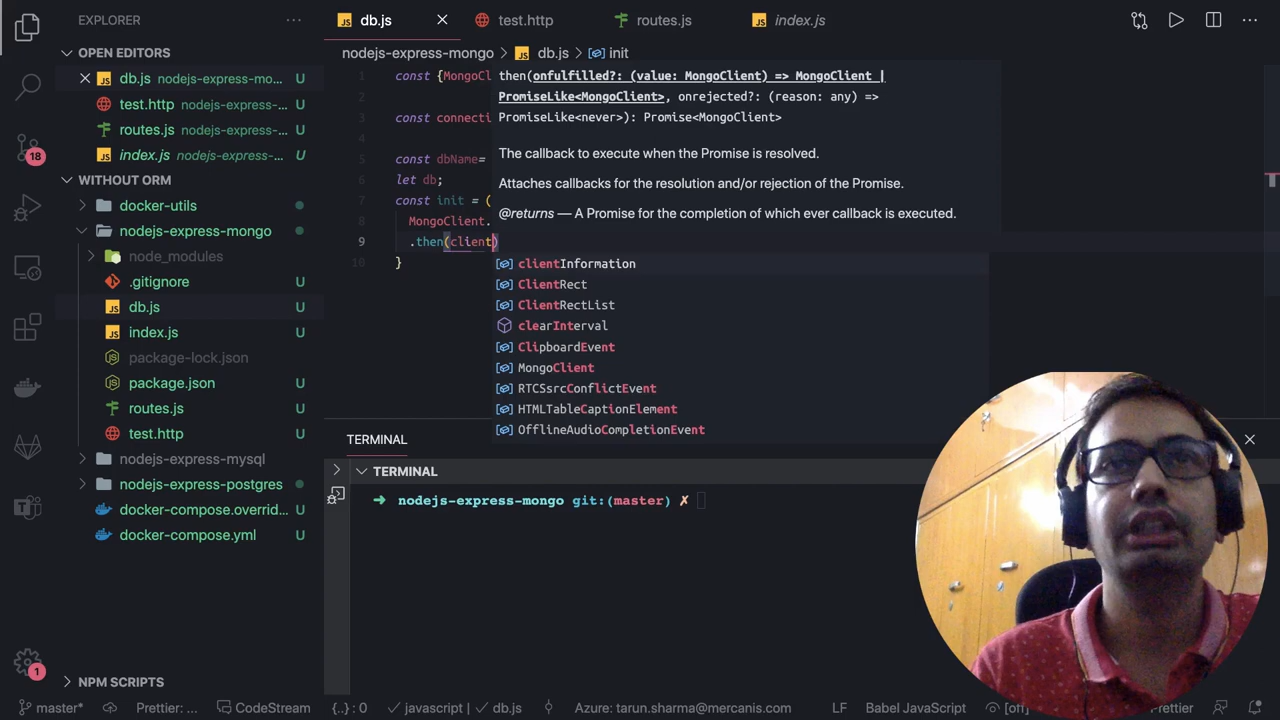 EXPLORER
db.js
test.http
routes.js
index.js
OPEN EDITORS
db.js nodejs-express-mo...
test.http nodejs-express-...
routes.js nodejs-express-...
index.js nodejs-express-...
WITHOUT ORM
docker-utils
nodejs-express-mongo
node_modules
.gitignore U
db.js U
index.js U
package-lock.json
package.json U
routes.js U
test.http U
nodejs-express-mysql
nodejs-express-postgres
docker-compose.overrid... U
docker-compose.yml U
NPM SCRIPTS
18
1
nodejs-express-mongo > db.js > init
1 const {MongoCl
2
3 const connecti
4
5 const dbName=
6 let db;
7 const init = (
8 MongoClient.
9 .then(client)
10 }
then(onfulfilled?: (value: MongoClient) => MongoClient |
PromiseLike<MongoClient>, onrejected?: (reason: any) =>
PromiseLike<never>): Promise<MongoClient>
The callback to execute when the Promise is resolved.
Attaches callbacks for the resolution and/or rejection of the Promise.
@returns — A Promise for the completion of which ever callback is executed.
clientInformation
ClientRect
ClientRectList
clearInterval
ClipboardEvent
MongoClient
RTCSsrcConflictEvent
HTMLTableCaptionElement
OfflineAudioCompletionEvent
TERMINAL
TERMINAL
➜ nodejs-express-mongo git:(master) ✗
master* Prettier: ... CodeStream {..} : 0 ✓ javascript | ✓ db.js Azure: tarun.sharma@mercanis.com LF Babel JavaScript [off] Prettier